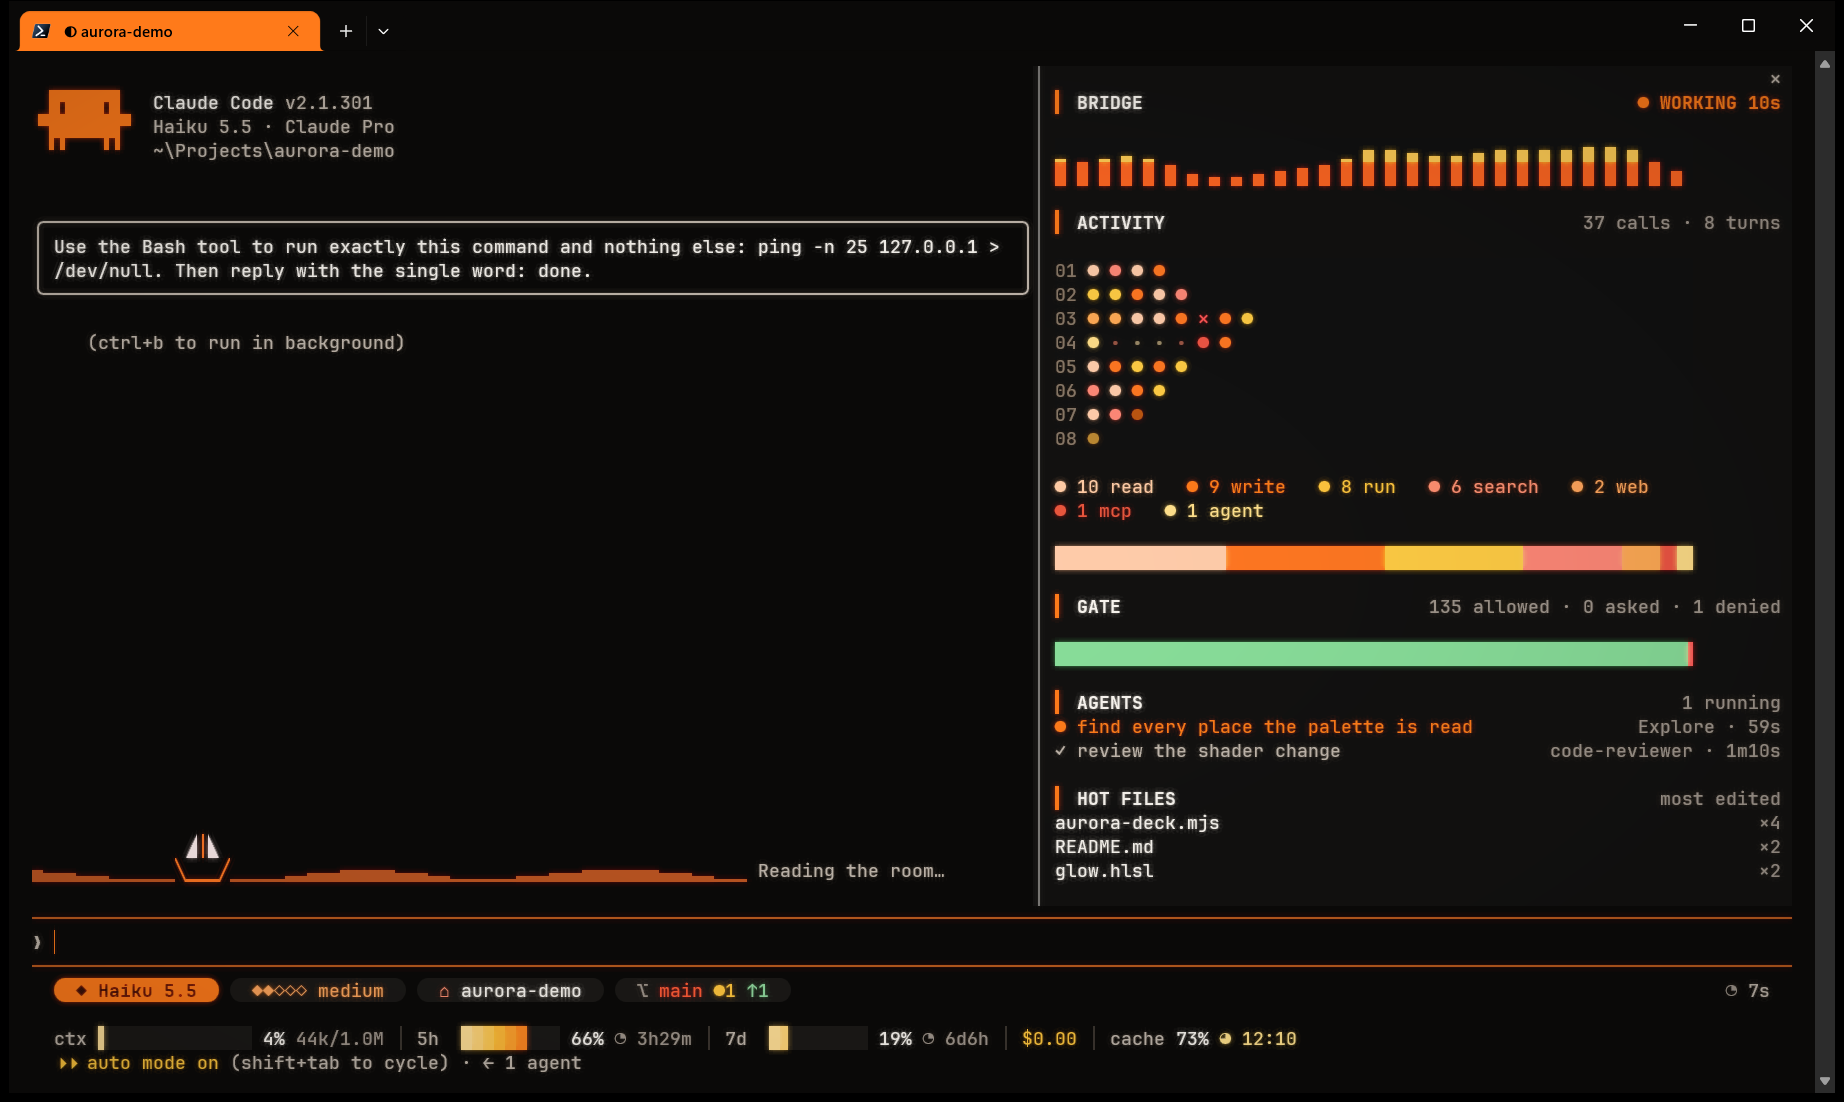 aurora-demo
Claude Code v2.1.301
Haiku 5.5 · Claude Pro
~\Projects\aurora-demo
Use the Bash tool to run exactly this command and nothing else: ping -n 25 127.0.0.1 >
/dev/null. Then reply with the single word: done.
(ctrl+b to run in background)
Reading the room…
×
BRIDGE ● WORKING 10s
ACTIVITY 37 calls · 8 turns
01
02
03 ×
04
05
06
07
08
● 10 read ● 9 write ● 8 run ● 6 search ● 2 web
● 1 mcp ● 1 agent
GATE 135 allowed · 0 asked · 1 denied
AGENTS 1 running
● find every place the palette is read Explore · 59s
✓ review the shader change code-reviewer · 1m10s
HOT FILES most edited
aurora-deck.mjs ×4
README.md ×2
glow.hlsl ×2
❯
◆ Haiku 5.5 ◆◆◇◇◇ medium ⌂ aurora-demo ⌥ main ●1 ↑1 ◔ 7s
ctx 4% 44k/1.0M │ 5h 66% ◔ 3h29m │ 7d 19% ◔ 6d6h │ $0.00 │ cache 73% ◕ 12:10
⏵⏵ auto mode on (shift+tab to cycle) · ← 1 agent